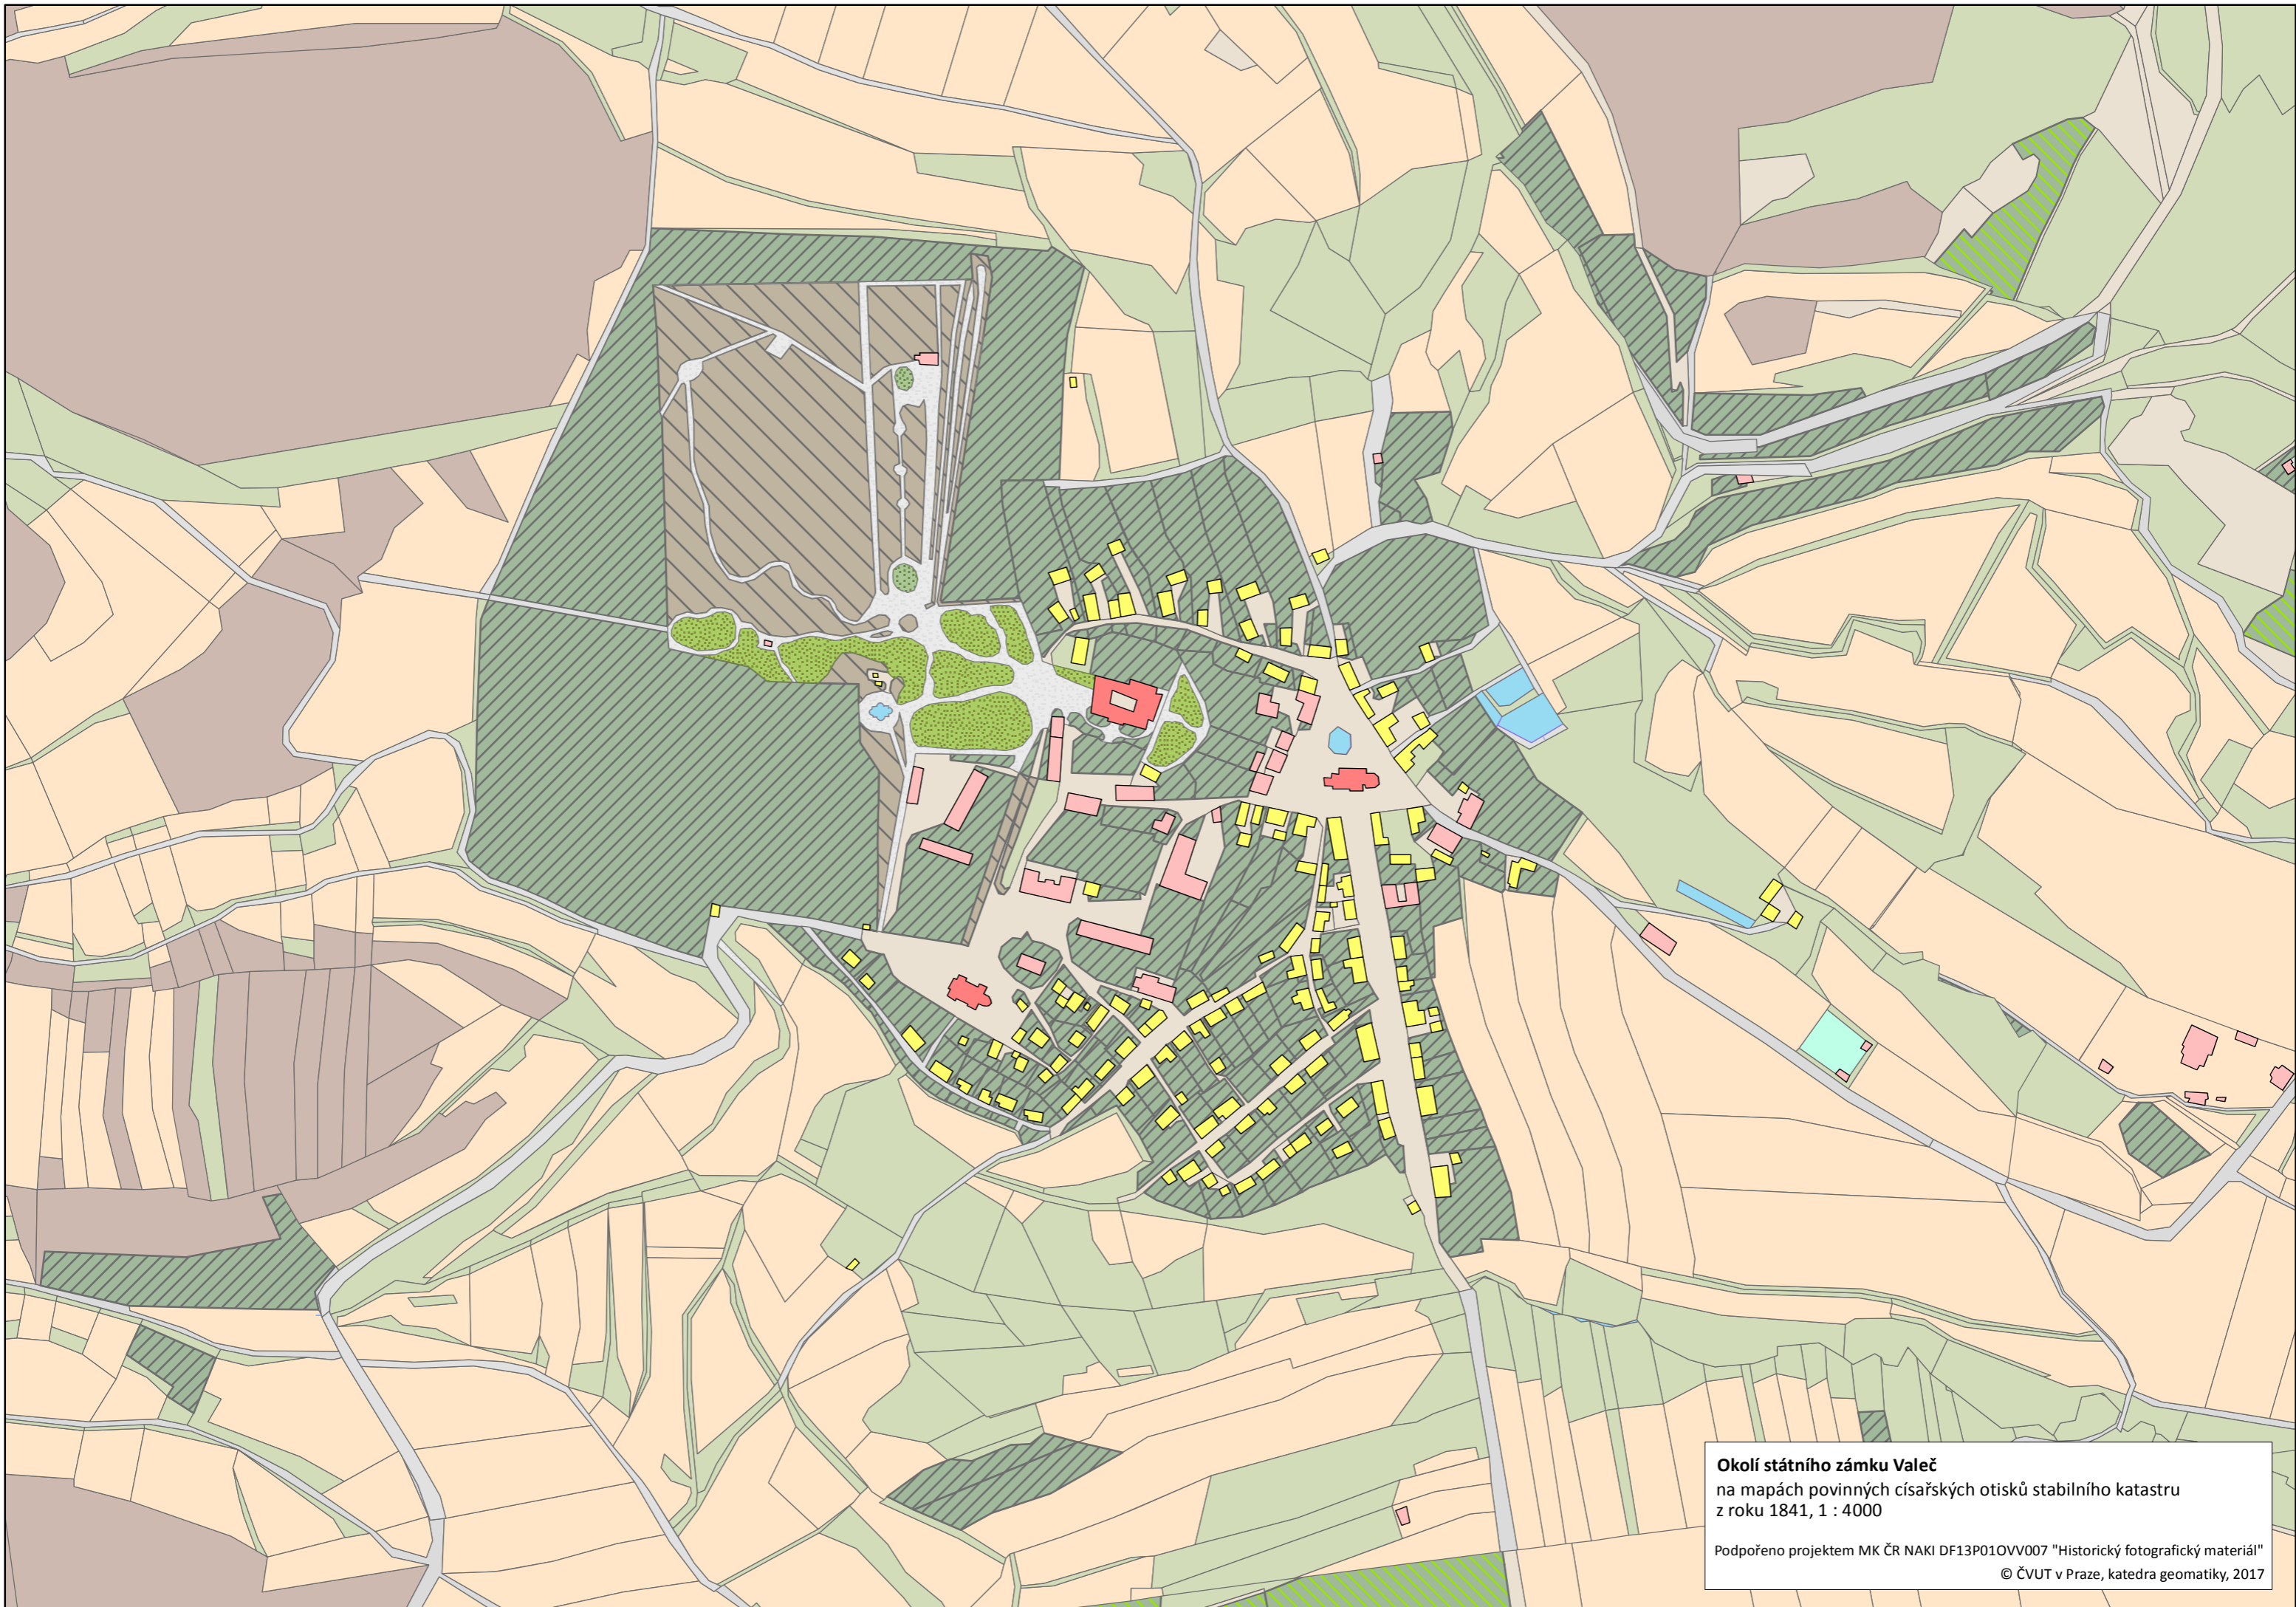 Okolí státního zámku Valeč
na mapách povinných císařských otisků stabilního katastru
z roku 1841, 1 : 4000
Podpořeno projektem MK ČR NAKI DF13P01OVV007 "Historický fotografický materiál"
© ČVUT v Praze, katedra geomatiky, 2017